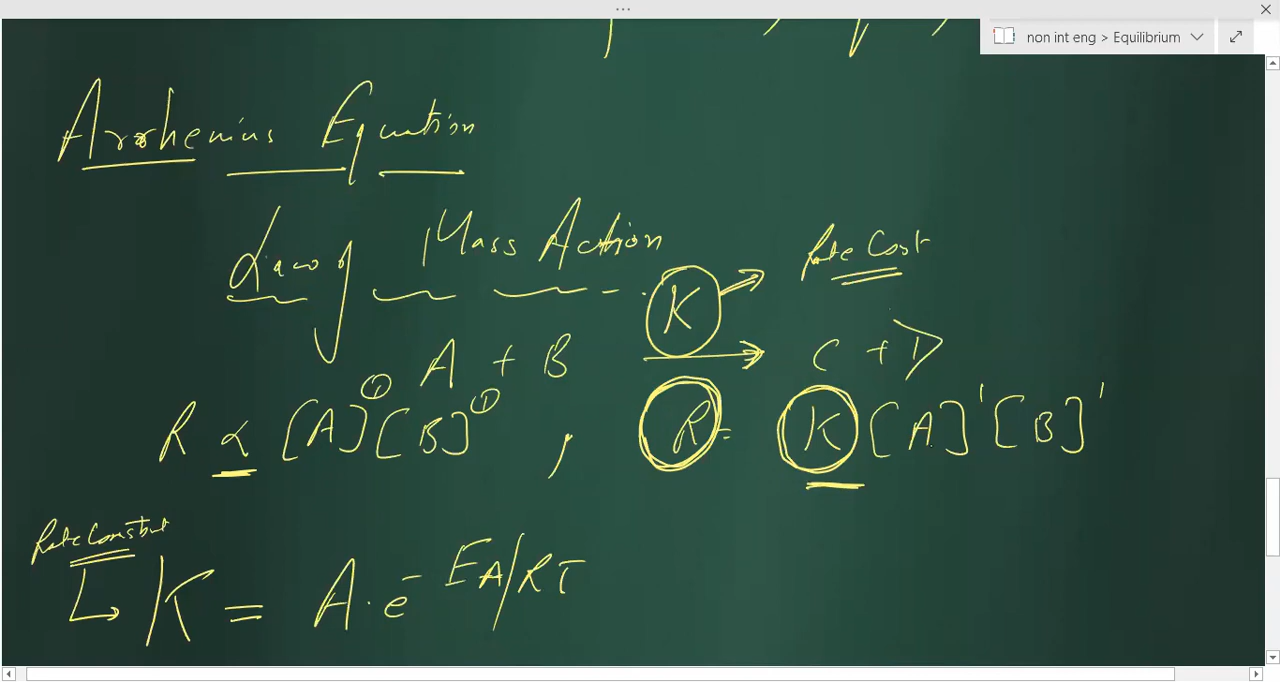 non int eng > Equilibrium
Arrhenius Equation
Law of Mass Action
K → Rate Const
A + B → C + D
R ∝ [A]① [B]① , R = K [A]¹ [B]¹
Rate Constant
↳ K = A · e⁻ EA/RT